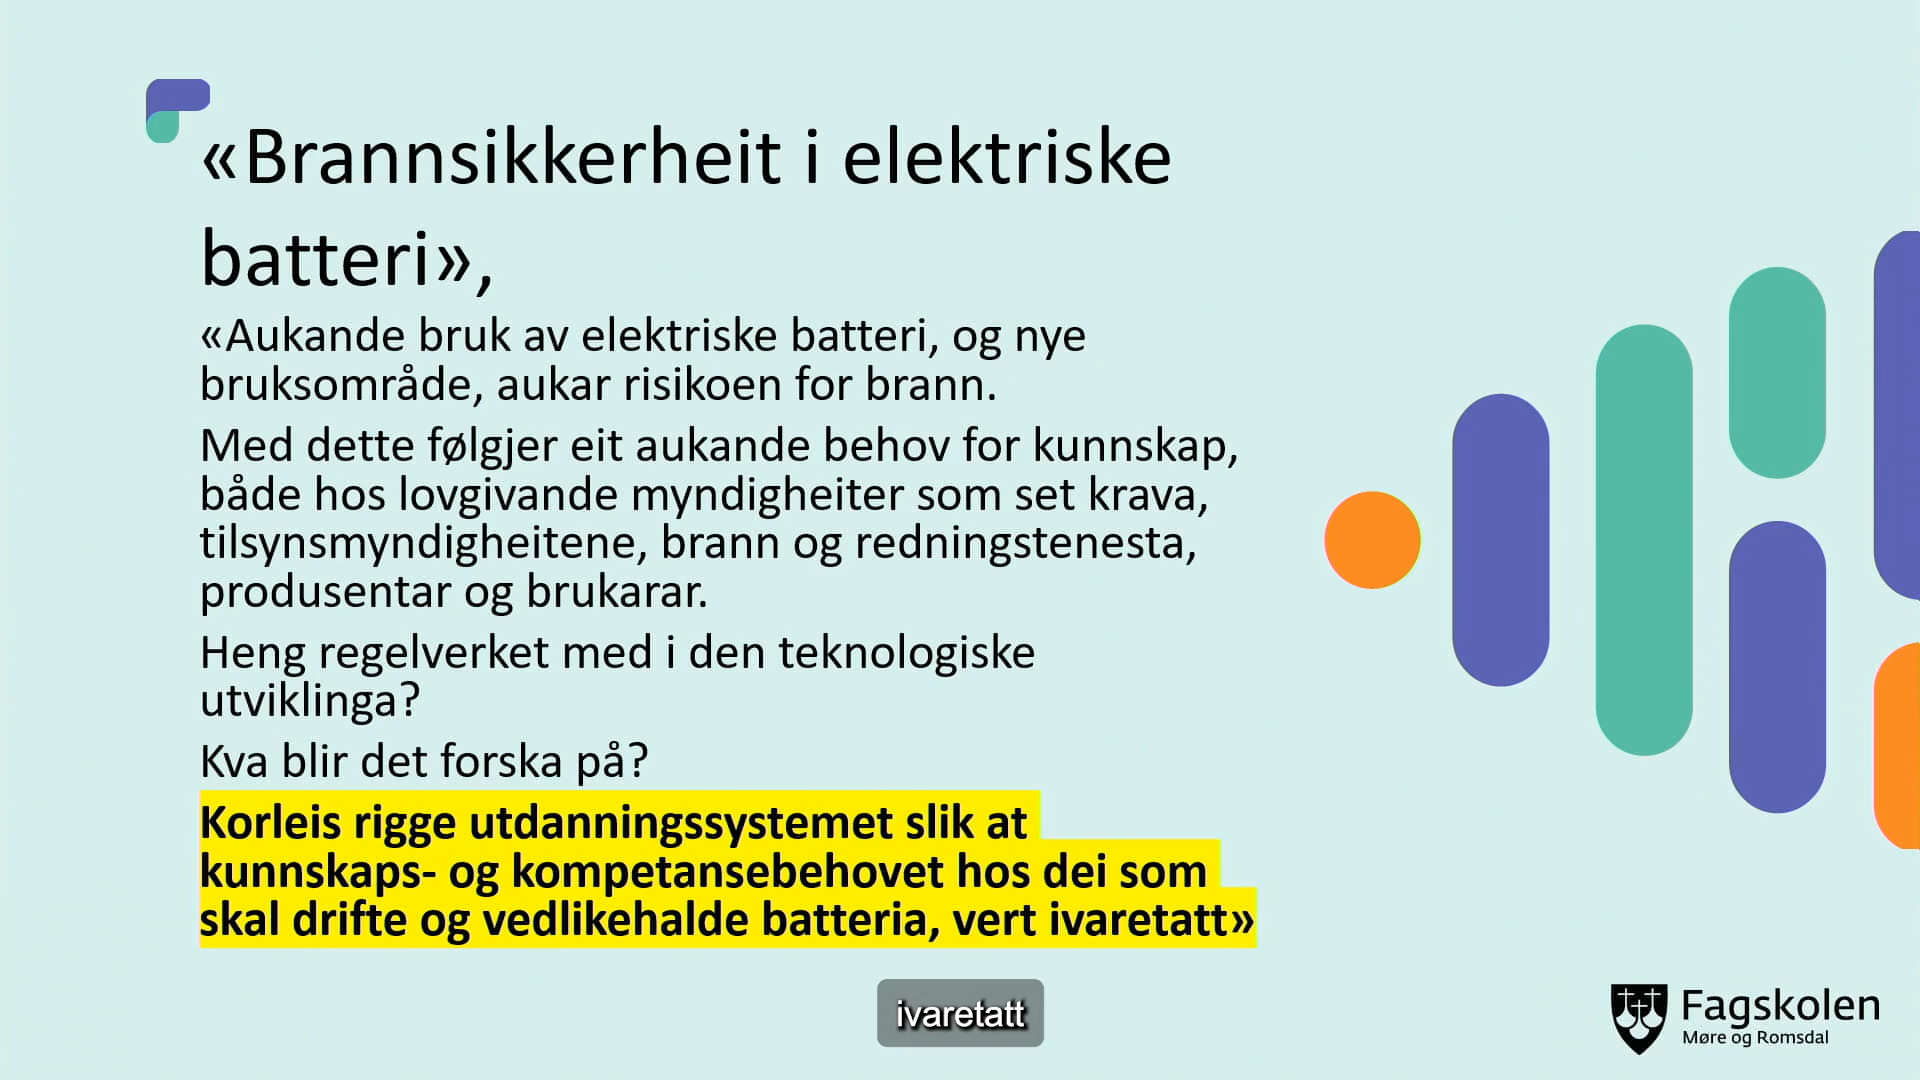 «Brannsikkerheit i elektriske
batteri»,
«Aukande bruk av elektriske batteri, og nye
bruksområde, aukar risikoen for brann.
Med dette følgjer eit aukande behov for kunnskap,
både hos lovgivande myndigheiter som set krava,
tilsynsmyndigheitene, brann og redningstenesta,
produsentar og brukarar.
Heng regelverket med i den teknologiske
utviklinga?
Kva blir det forska på?
Korleis rigge utdanningssystemet slik at
kunnskaps- og kompetansebehovet hos dei som
skal drifte og vedlikehalde batteria, vert ivaretatt»
ivaretatt
Fagskolen
Møre og Romsdal